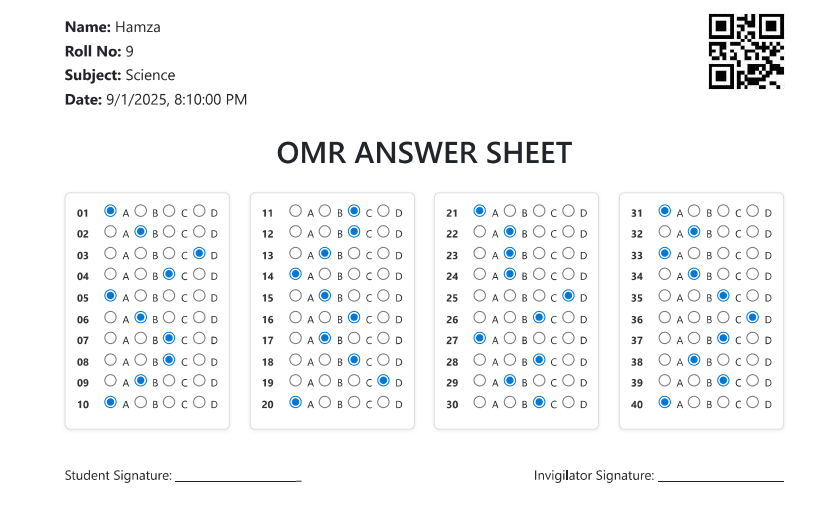 Name: Hamza
Roll No: 9
Subject: Science
Date: 9/1/2025, 8:10:00 PM
OMR ANSWER SHEET
01 A B C D
02 A B C D
03 A B C D
04 A B C D
05 A B C D
06 A B C D
07 A B C D
08 A B C D
09 A B C D
10 A B C D
11 A B C D
12 A B C D
13 A B C D
14 A B C D
15 A B C D
16 A B C D
17 A B C D
18 A B C D
19 A B C D
20 A B C D
21 A B C D
22 A B C D
23 A B C D
24 A B C D
25 A B C D
26 A B C D
27 A B C D
28 A B C D
29 A B C D
30 A B C D
31 A B C D
32 A B C D
33 A B C D
34 A B C D
35 A B C D
36 A B C D
37 A B C D
38 A B C D
39 A B C D
40 A B C D
Student Signature: ____________________
Invigilator Signature: ____________________